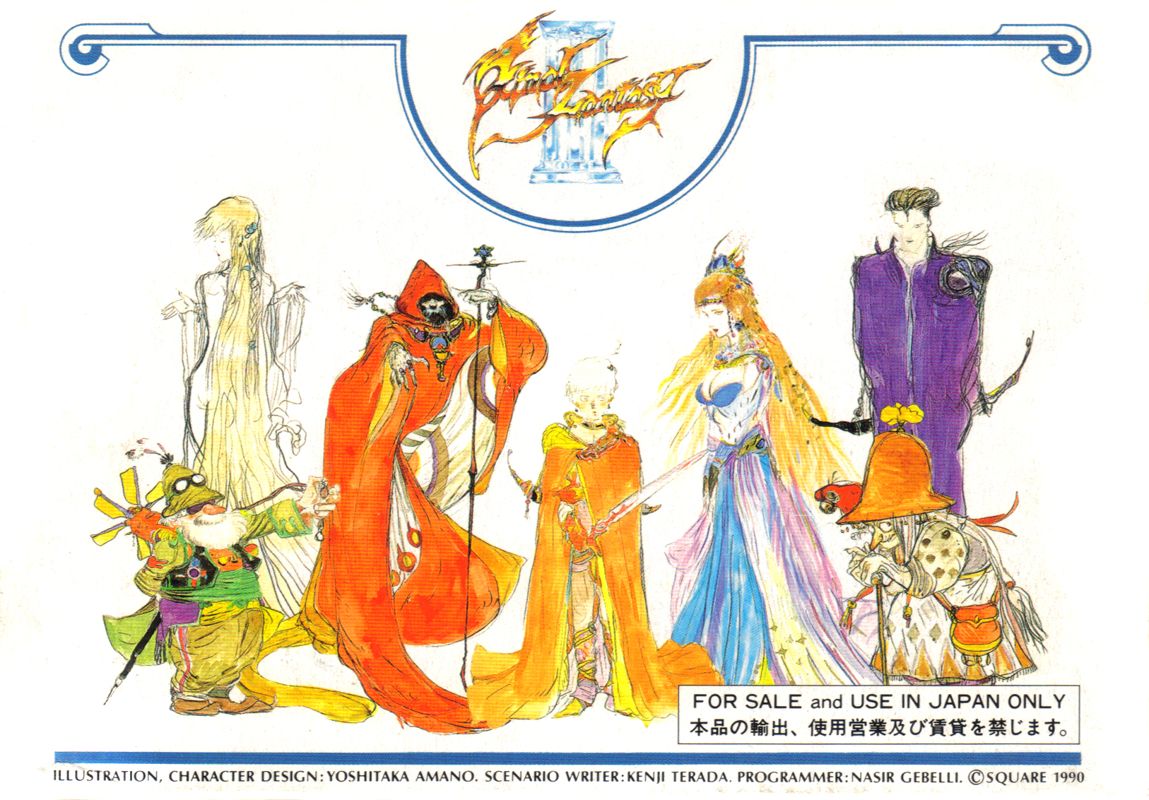 Final Fantasy
III
FOR SALE and USE IN JAPAN ONLY
本品の輸出、使用営業及び賃貸を禁じます。
ILLUSTRATION, CHARACTER DESIGN:YOSHITAKA AMANO. SCENARIO WRITER:KENJI TERADA. PROGRAMMER:NASIR GEBELLI. ©SQUARE 1990